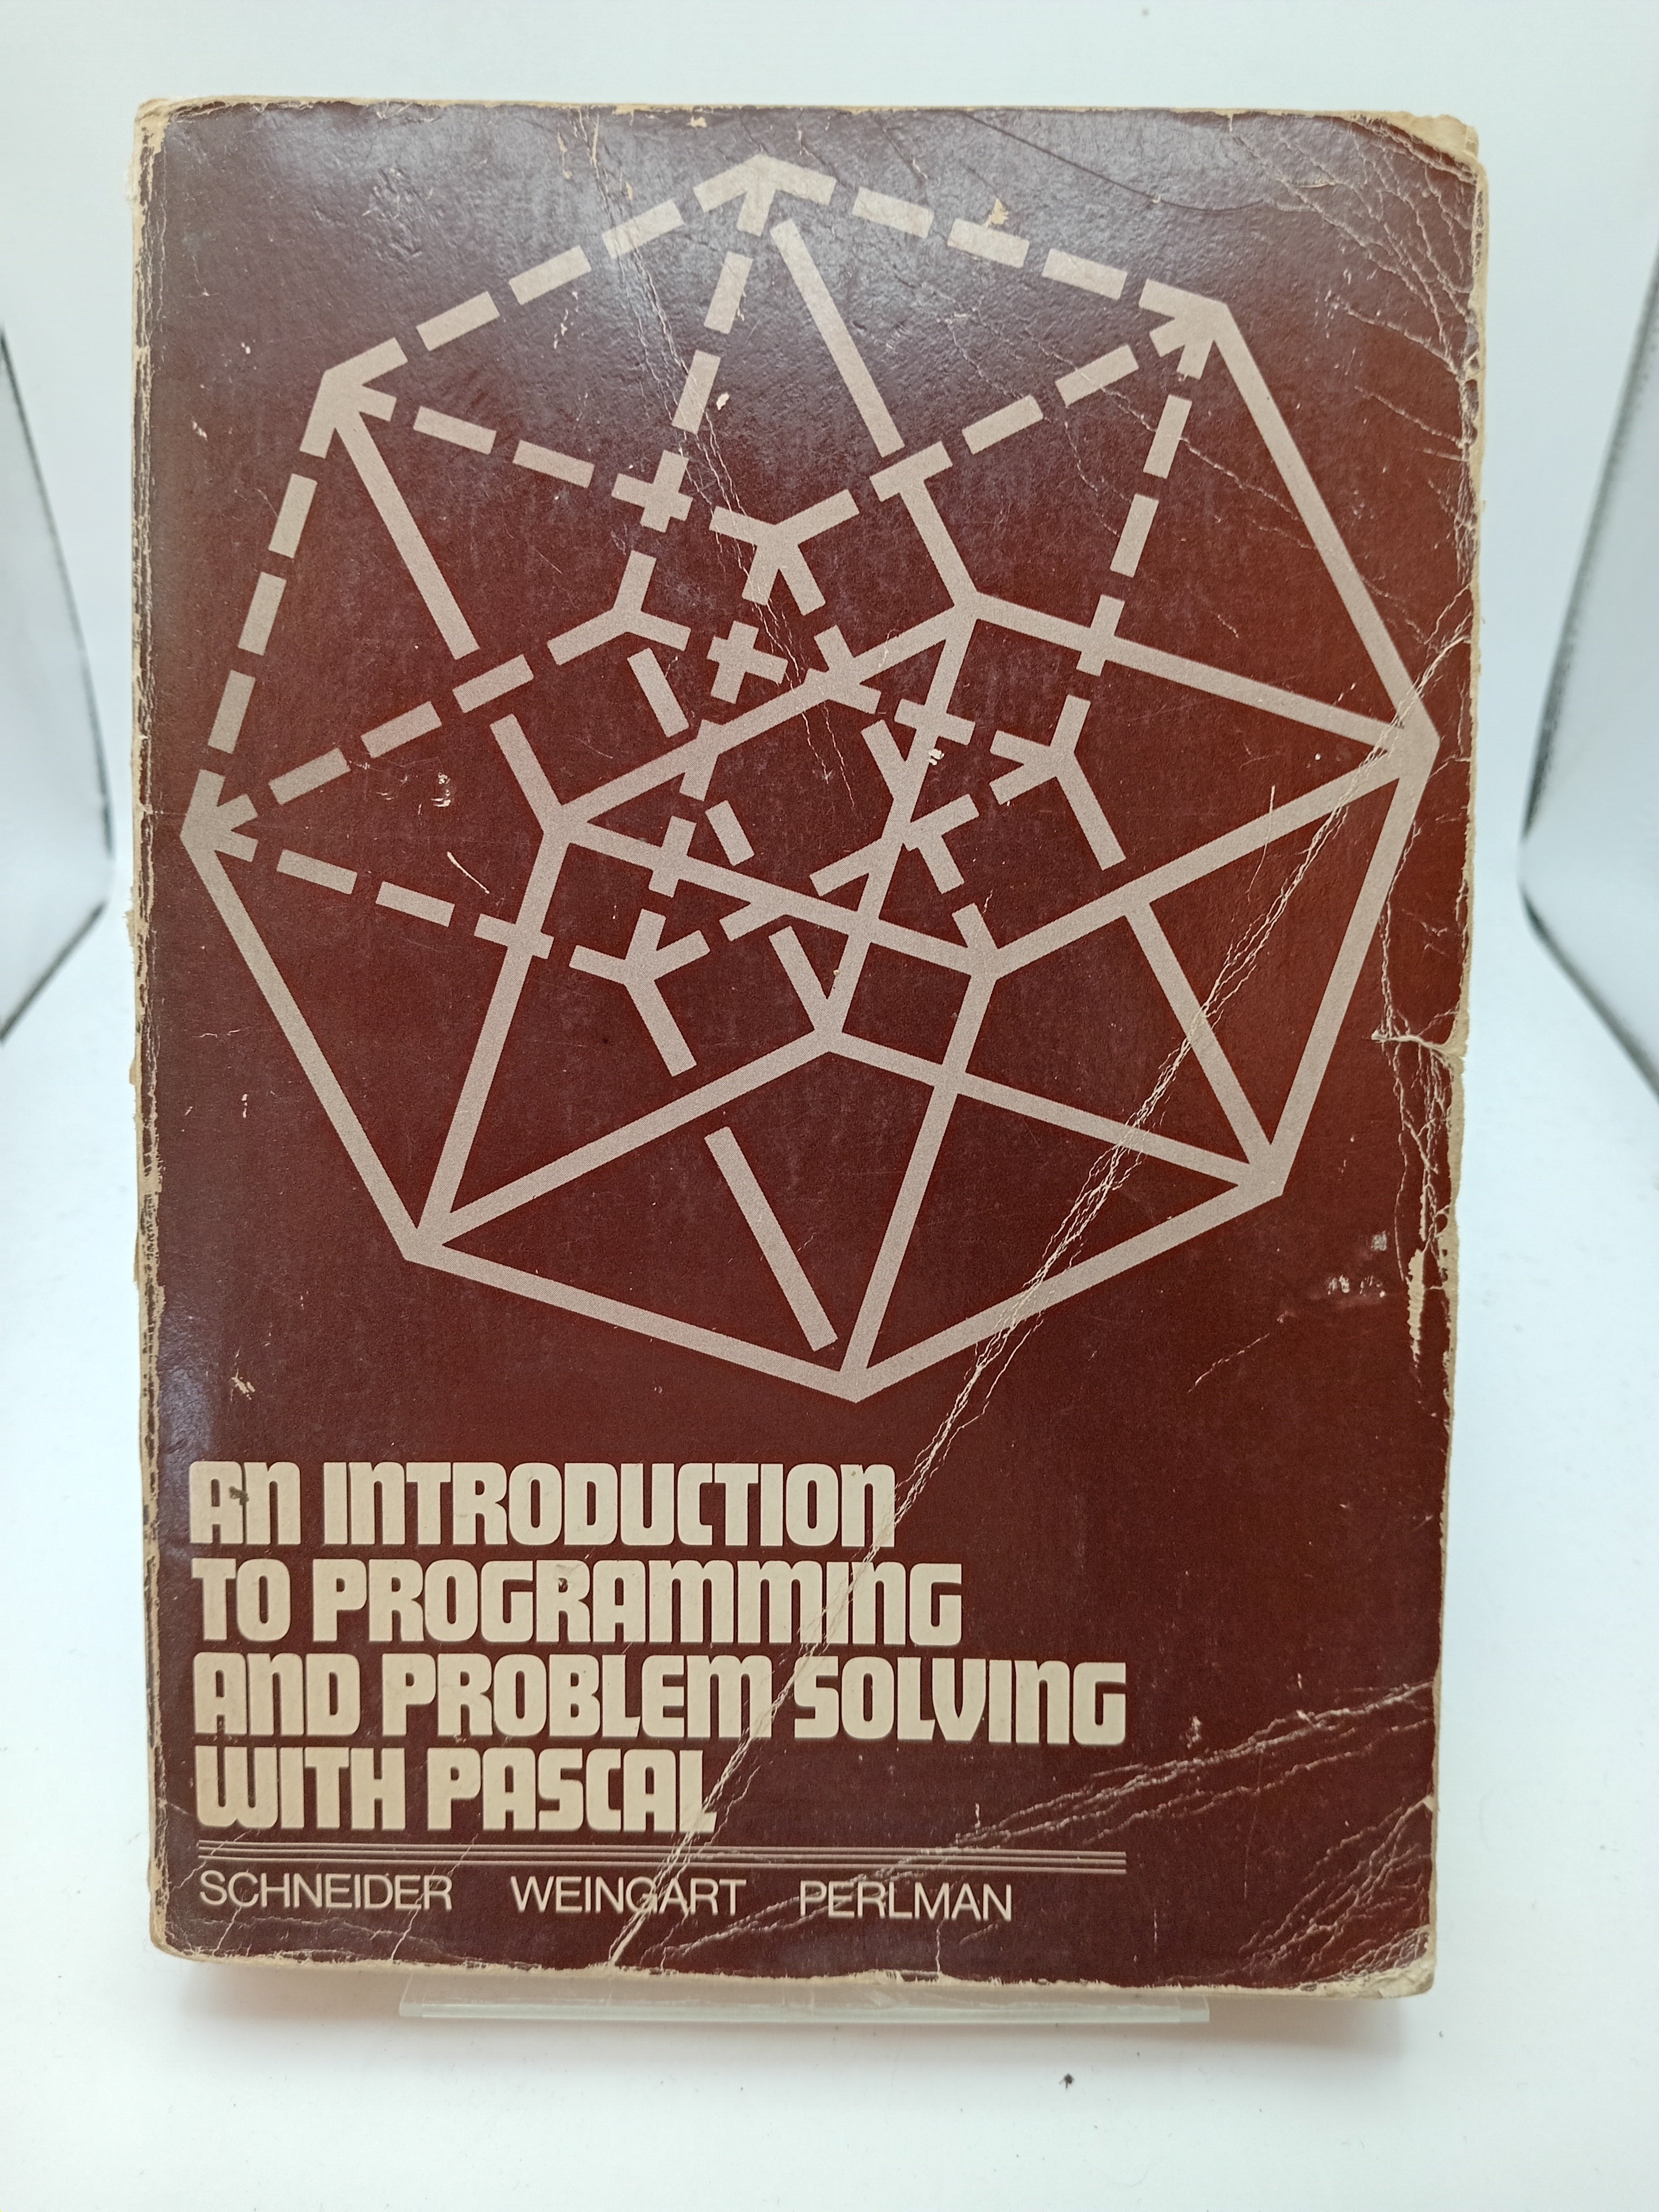 AN INTRODUCTION
TO PROGRAMMING
AND PROBLEM SOLVING
WITH PASCAL
SCHNEIDER WEINGART PERLMAN